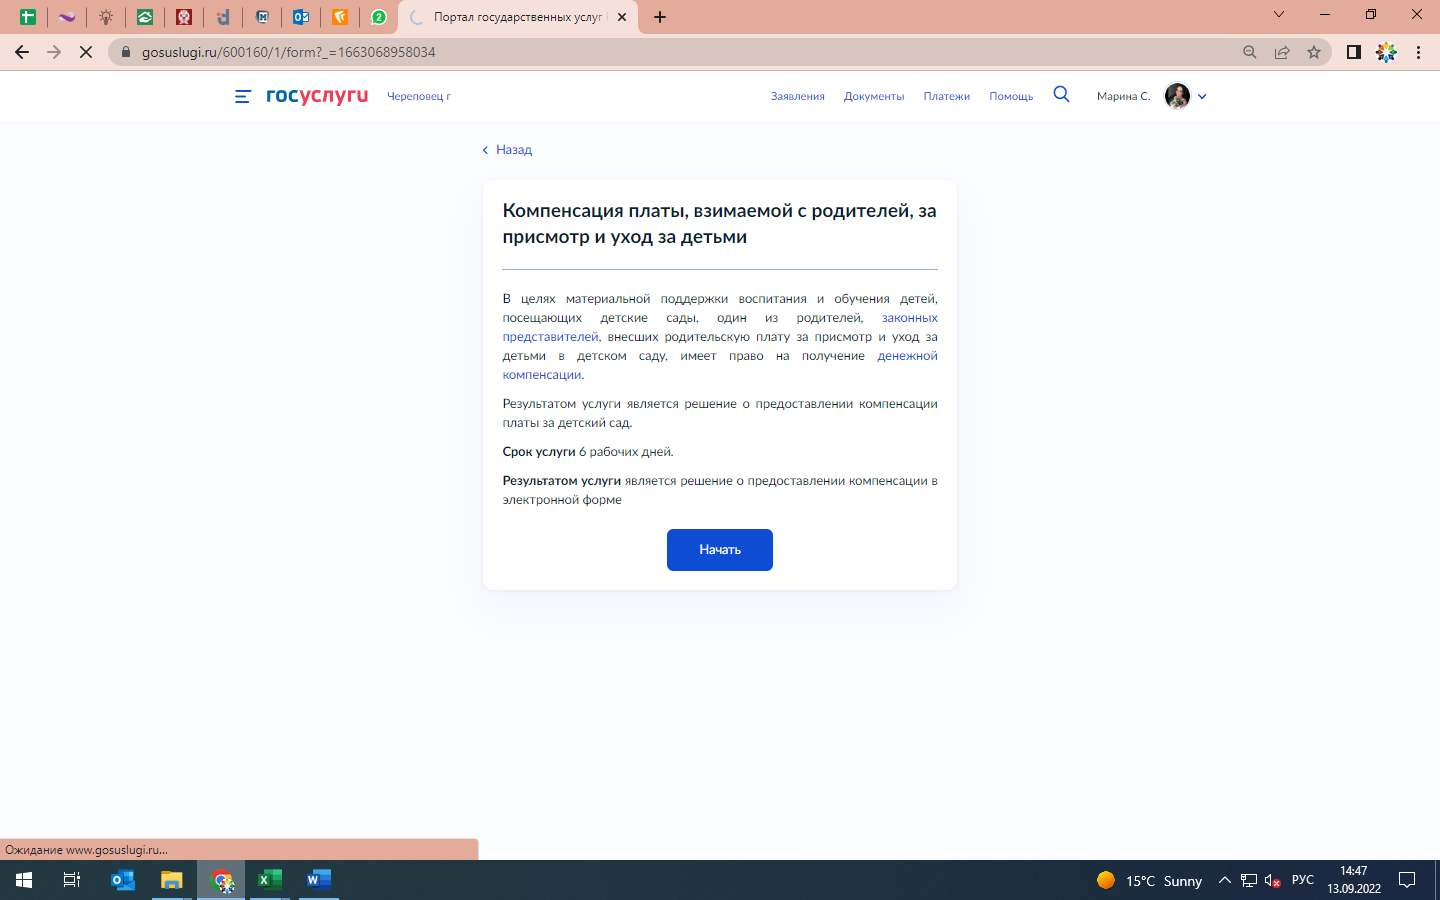 Портал государственных услуг
gosuslugi.ru/600160/1/form?_=1663068958034
госуслуги
Череповец г
Заявления
Документы
Платежи
Помощь
Марина С.
Назад
Компенсация платы, взимаемой с родителей, за
присмотр и уход за детьми
В целях материальной поддержки воспитания и обучения детей,
посещающих детские сады, один из родителей, законных
представителей, внесших родительскую плату за присмотр и уход за
детьми в детском саду, имеет право на получение денежной
компенсации.
Результатом услуги является решение о предоставлении компенсации
платы за детский сад.
Срок услуги 6 рабочих дней.
Результатом услуги является решение о предоставлении компенсации в
электронной форме
Начать
Ожидание www.gosuslugi.ru...
15°C Sunny
РУС
14:47
13.09.2022